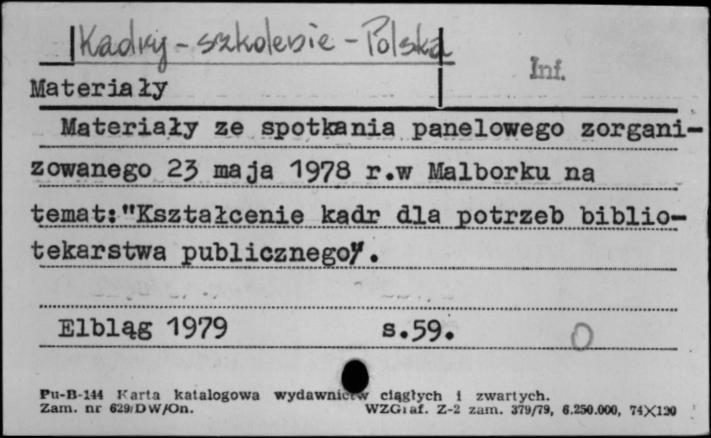 Kadry - szkolenie - Polska
Inf.
Materiały
Materiały ze spotkania panelowego zorgani-
zowanego 23 maja 1978 r.w Malborku na
temat:"Kształcenie kadr dla potrzeb biblio-
tekarstwa publicznego".
Elbląg 1979 s.59. O
Pu-B-144 Karta katalogowa wydawnictw ciągłych i zwartych.
Zam. nr 629/DW/On. WZGraf. Z-2 zam. 379/79, 6.250.000, 74X120